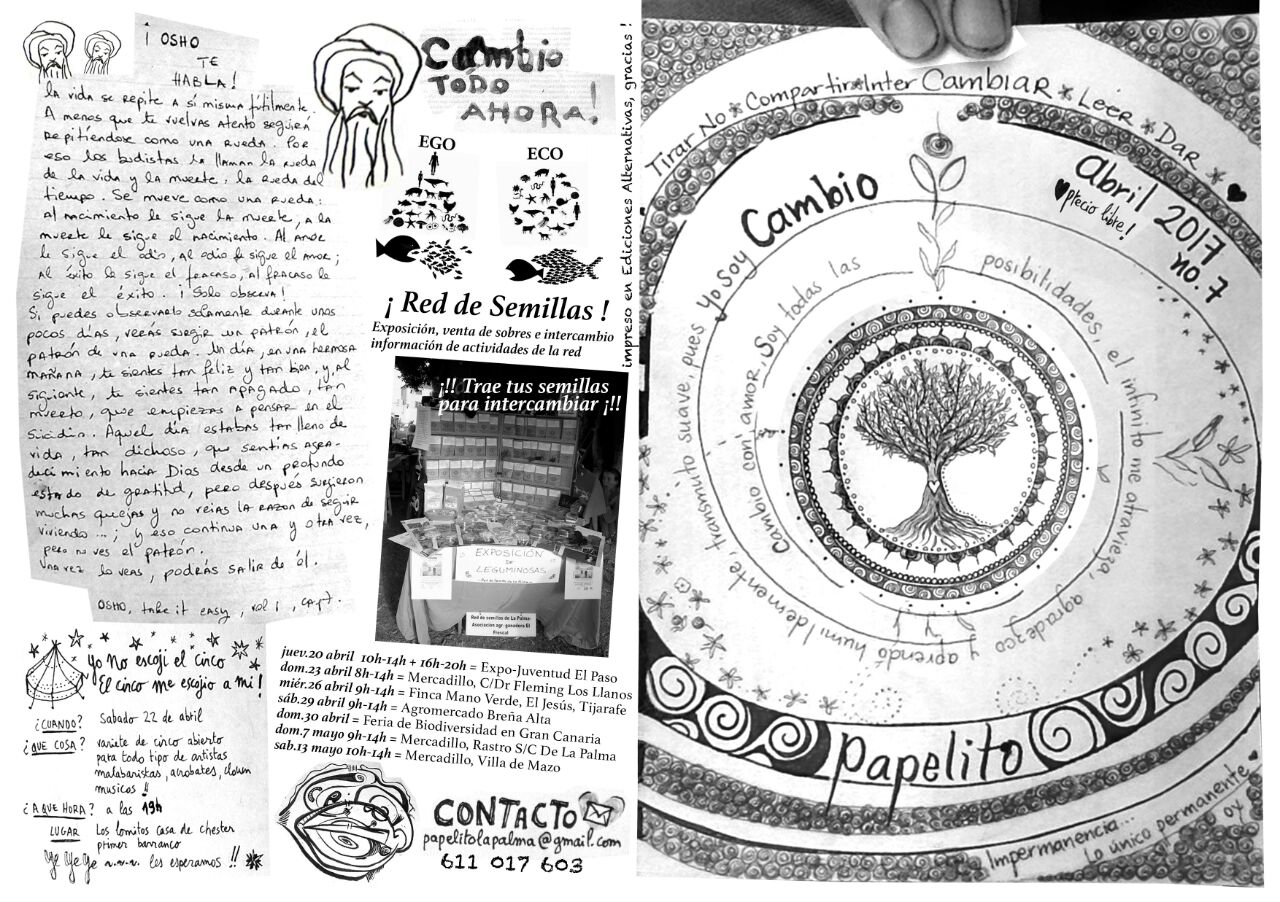 ¡ OSHO
TE
HABLA!
la vida se repite a sí misma fútilmente.
A menos que te vuelvas atento seguirá
repitiéndose como una rueda. Por
eso los budistas la llaman la rueda
de la vida y la muerte: la rueda del
tiempo. Se mueve como una rueda:
al nacimiento le sigue la muerte, a la
muerte le sigue el nacimiento. Al amor
le sigue el odio, al odio le sigue el amor;
al éxito le sigue el fracaso, al fracaso le
sigue el éxito. ¡ Solo observa!
Si puedes observarlo solamente durante unos
pocos días, verás surgir un patrón, el
patrón de una rueda. Un día, en una hermosa
mañana, te sientes tan feliz y tan bien, y, al
siguiente, te sientes tan apagado, tan
muerto, que empiezas a pensar en el
suicidio. Aquel día estabas tan lleno de
vida, tan dichoso, que sentías agra-
decimiento hacia Dios desde un profundo
estado de gratitud, pero después surgieron
muchas quejas y no veías la razon de seguir
viviendo ...; y eso continua una y otra vez,
pero no ves el patrón.
Una vez lo veas, podrás salir de él.
OSHO, take it easy, vol 1, cap 7.
Yo No escoji el circo
El circo me escojio a mi!
¿CUANDO? Sabado 22 de abril
¿QUE COSA? variete de circo abierto
para todo tipo de artistas
malabaristas, acrobates, clown
musicos !!
¿A QUE HORA? a las 19h
LUGAR Los lomitos casa de chester
primer barranco
Ye Ye Ye los esperamos !!
Cambio
TODO
AHORA!
EGO
ECO
¡ Red de Semillas !
Exposición, venta de sobres e intercambio
información de actividades de la red
¡!! Trae tus semillas
para intercambiar ¡!!
EXPOSICIÓN
DE
LEGUMINOSAS
Red de semillas de La Palma
Asociación agr- ganadera El
Frescal
juev.20 abril 10h-14h + 16h-20h = Expo-Juventud El Paso
dom.23 abril 8h-14h = Mercadillo, C/Dr Fleming Los Llanos
miér.26 abril 9h-14h = Finca Mano Verde, El Jesús, Tijarafe
sáb.29 abril 9h-14h = Agromercado Breña Alta
dom.30 abril = Feria de Biodiversidad en Gran Canaria
dom.7 mayo 9h-14h = Mercadillo, Rastro S/C De La Palma
sab.13 mayo 10h-14h = Mercadillo, Villa de Mazo
CONTACTO
papelitolapalma@gmail.com
611 017 603
impreso en Ediciones Alternativas, gracias !
Tirar No * Compartir * Inter Cambiar * Leer * Dar *
abril 2017
no.7
precio libre!
Yo Soy Cambio
Cambio con amor, Soy todas las posibilidades, el infinito me atravieza, agradezco y aprendó humildemente, transmito suave, pues
Papelito
Impermanencia...
Lo único permanente